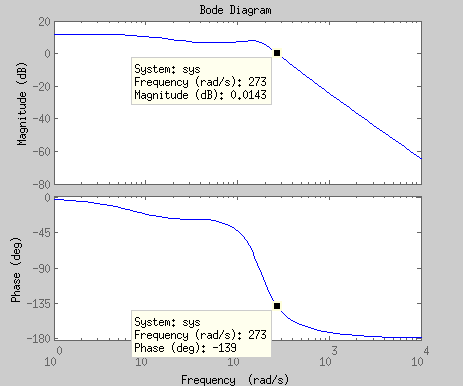 Bode Diagram
20
0
-20
-40
-60
-80
Magnitude (dB)
System: sys
Frequency (rad/s): 273
Magnitude (dB): 0.0143
0
-45
-90
-135
-180
Phase (deg)
System: sys
Frequency (rad/s): 273
Phase (deg): -139
10 0
10
10
10 3
10 4
Frequency (rad/s)